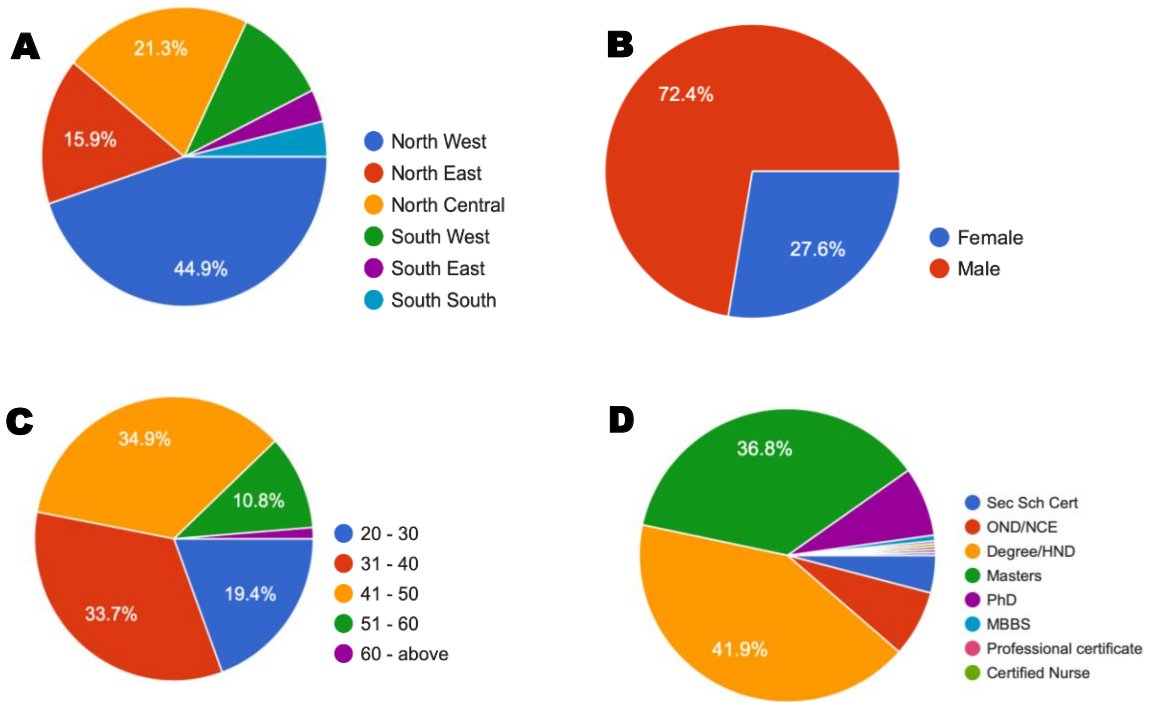 A
21.3%
15.9%
44.9%
North West
North East
North Central
South West
South East
South South
B
72.4%
27.6%
Female
Male
C
34.9%
10.8%
33.7%
19.4%
20 - 30
31 - 40
41 - 50
51 - 60
60 - above
D
36.8%
41.9%
Sec Sch Cert
OND/NCE
Degree/HND
Masters
PhD
MBBS
Professional certificate
Certified Nurse